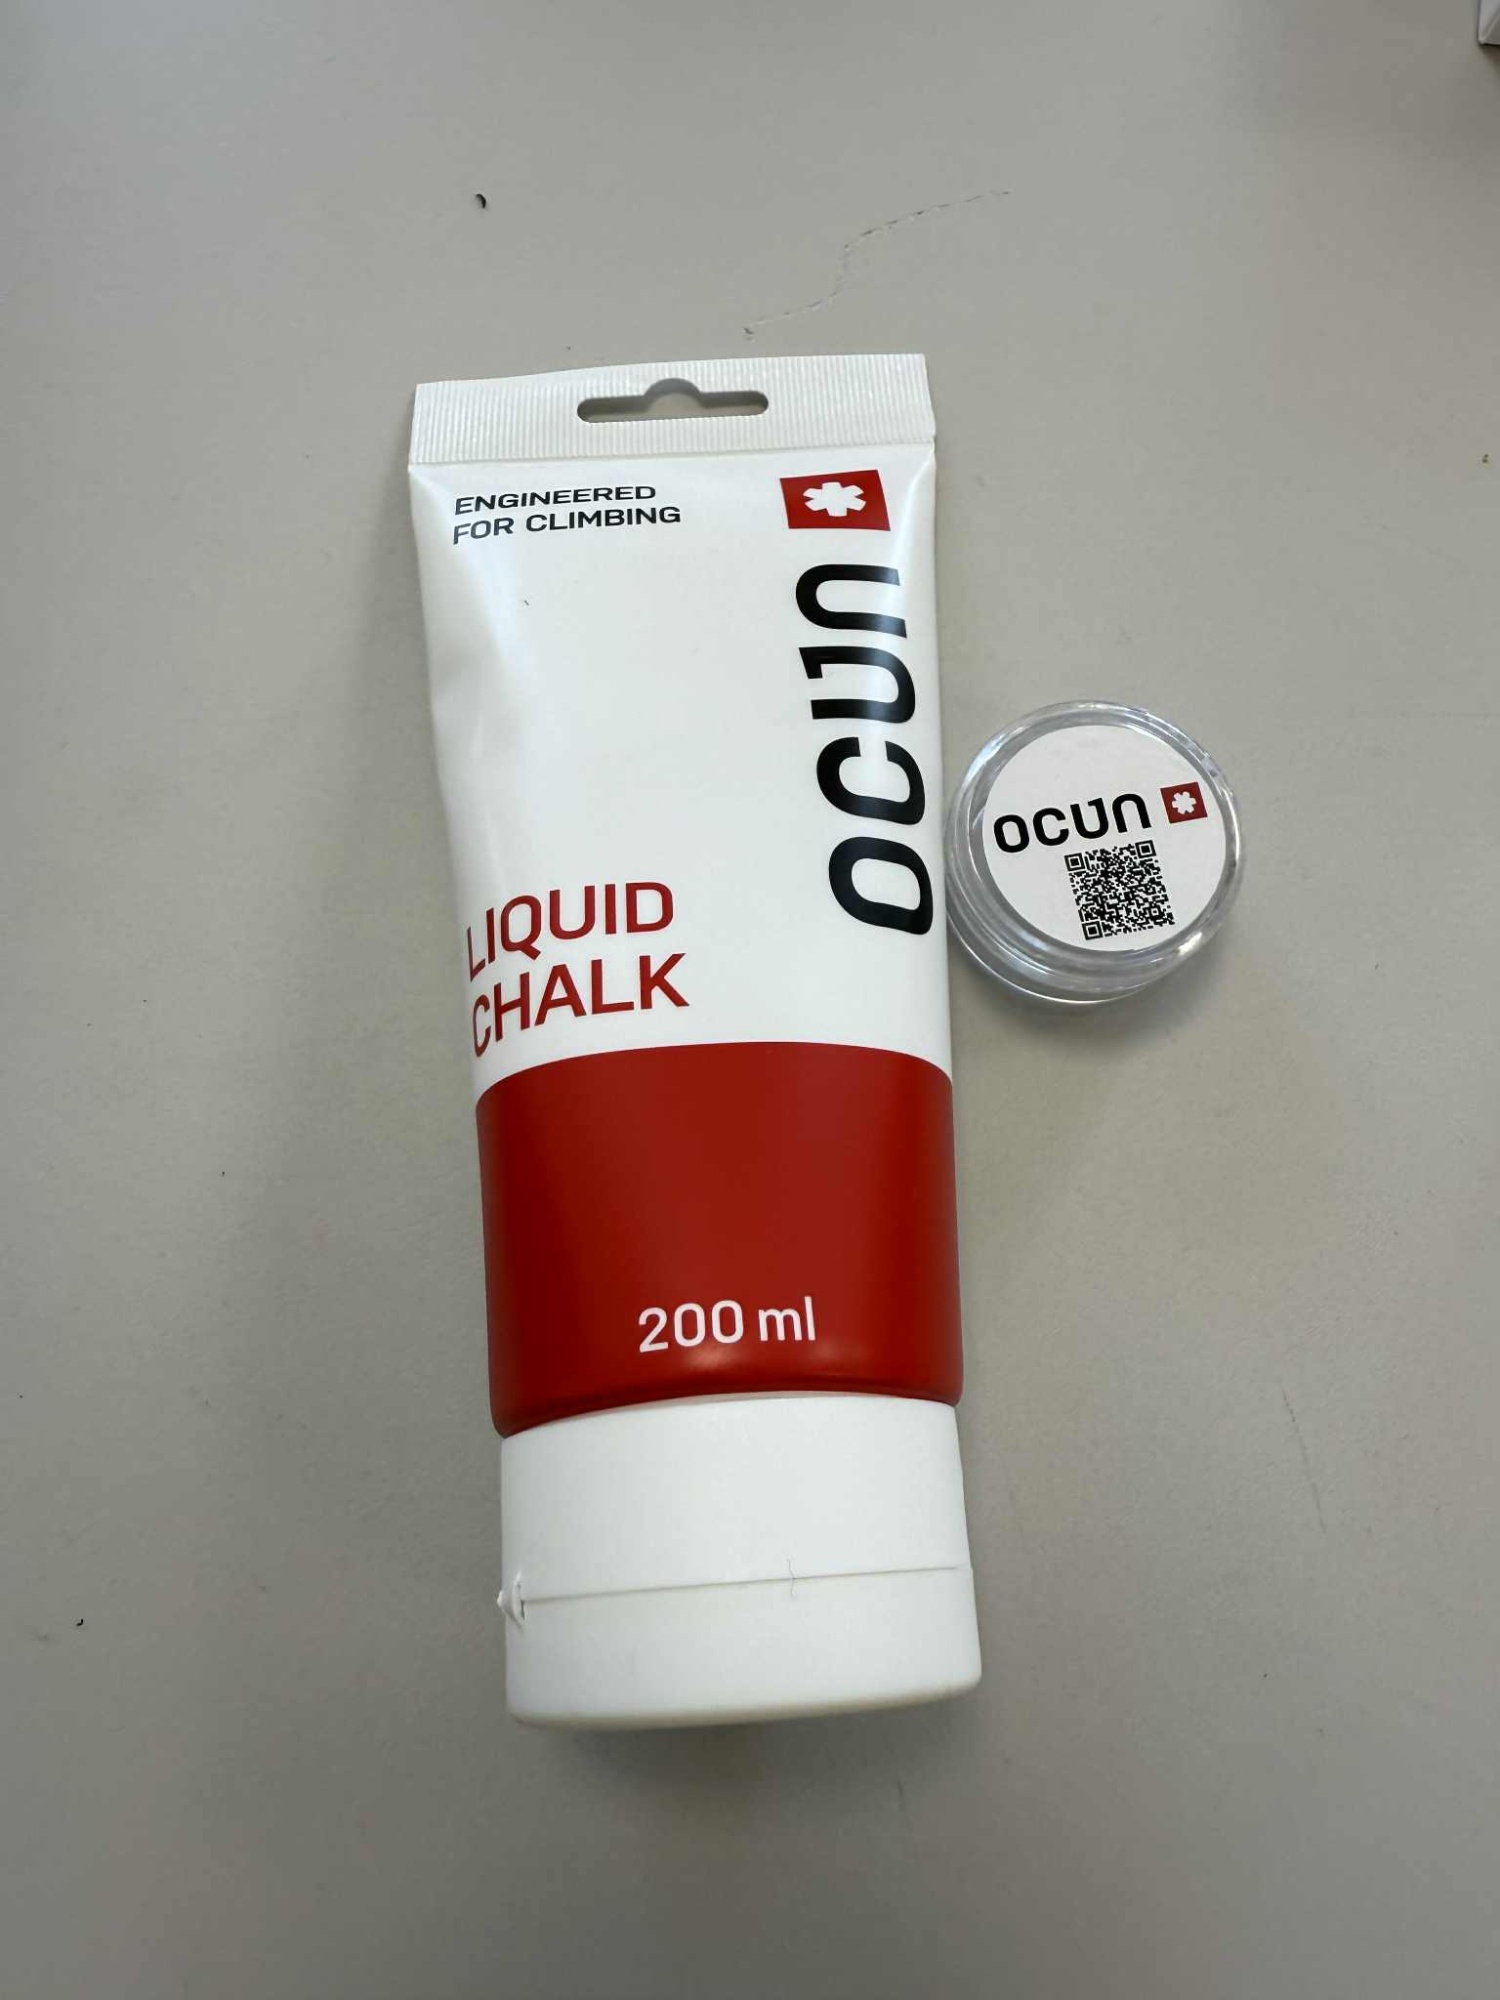 ENGINEERED
FOR CLIMBING
ocun
LIQUID
CHALK
200 ml
ocun